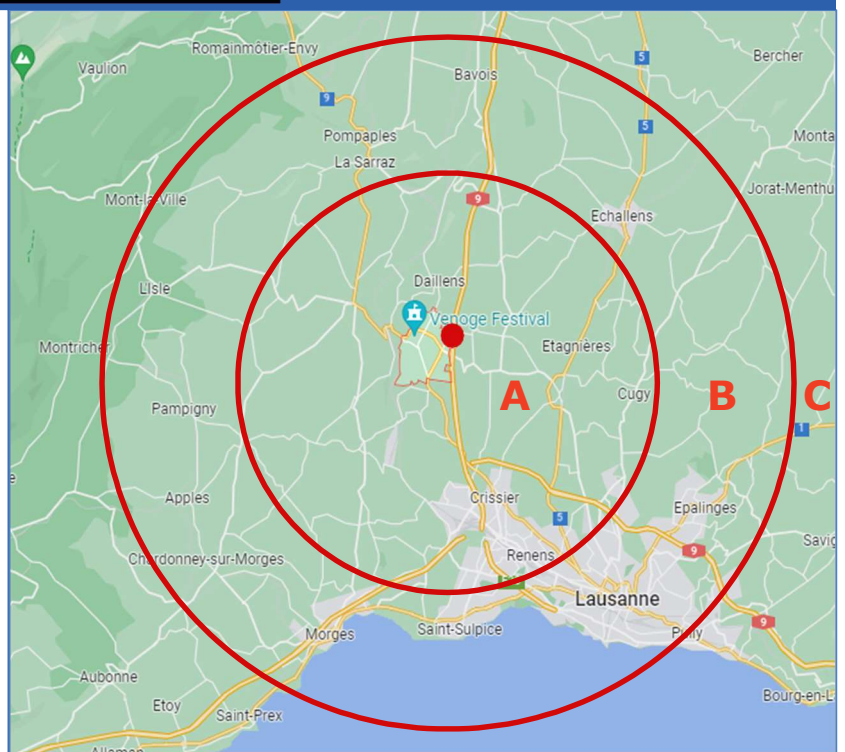 Romainmôtier-Envy
5
Bercher
Vaulion
Bavois
9
5
Pompaples
Monta
La Sarraz
Jorat-Menthu
Mont-la-Ville
9
Echallens
Daillens
L'Isle
Venoge Festival
Montricher
Etagnières
A
B
C
Cugy
Pampigny
1
e
Apples
Crissier
Epalinges
5
Savig
Chardonney-sur-Morges
Renens
9
Lausanne
Morges
Saint-Sulpice
Pully
9
Aubonne
Bourg-en-L
Etoy
Saint-Prex
Allaman